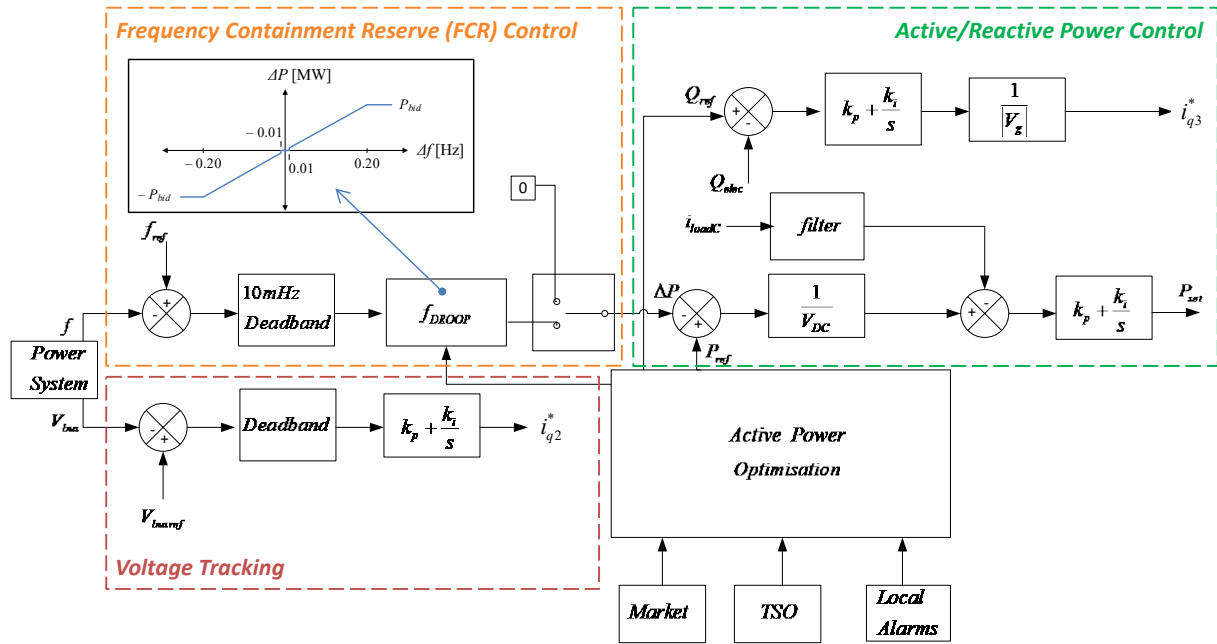 Frequency Containment Reserve (FCR) Control
ΔP [MW]
P_bid
– 0.01
– 0.20
0.01
0.20
Δf [Hz]
– P_bid
f_ref
0
+
-
10mHz
Deadband
f_DROOP
f
Power
System
V_bus
-
+
Deadband
k_p + k_i/s
i*_q2
V_busref
Voltage Tracking
Active/Reactive Power Control
Q_ref
+
-
k_p + k_i/s
1/|V_g|
i*_q3
Q_elec
i_loadC
filter
ΔP
-
+
1/V_DC
-
+
k_p + k_i/s
P_set
P_ref
Active Power
Optimisation
Market
TSO
Local
Alarms